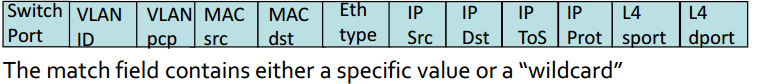 Switch Port VLAN ID VLAN pcp MAC src MAC dst Eth type IP Src IP Dst IP ToS IP Prot L4 sport L4 dport
The match field contains either a specific value or a “wildcard”